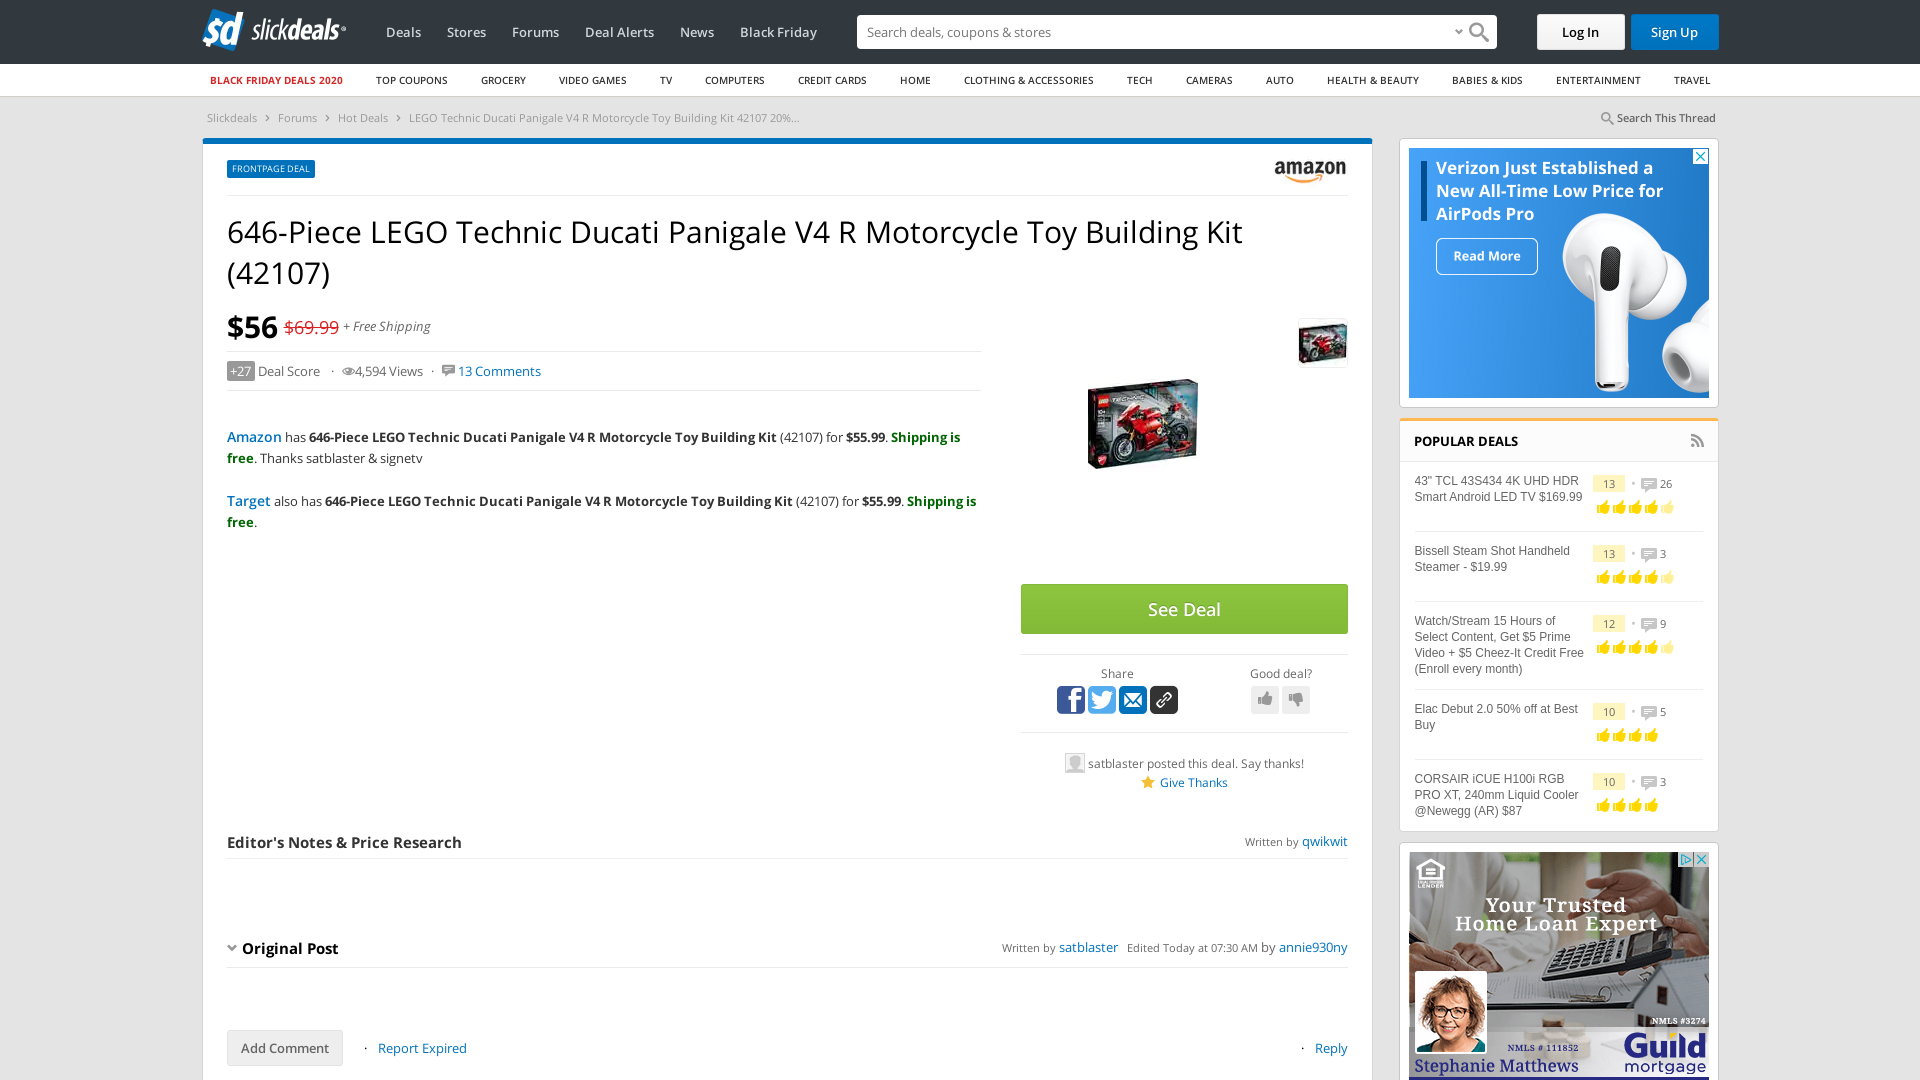 sd slickdeals
Deals
Stores
Forums
Deal Alerts
News
Black Friday
Search deals, coupons & stores
Log In
Sign Up
BLACK FRIDAY DEALS 2020
TOP COUPONS
GROCERY
VIDEO GAMES
TV
COMPUTERS
CREDIT CARDS
HOME
CLOTHING & ACCESSORIES
TECH
CAMERAS
AUTO
HEALTH & BEAUTY
BABIES & KIDS
ENTERTAINMENT
TRAVEL
Slickdeals › Forums › Hot Deals › LEGO Technic Ducati Panigale V4 R Motorcycle Toy Building Kit 42107 20%...
Search This Thread
FRONTPAGE DEAL
amazon
646-Piece LEGO Technic Ducati Panigale V4 R Motorcycle Toy Building Kit
(42107)
$56 $69.99 + Free Shipping
+27 Deal Score · 4,594 Views · 13 Comments
Amazon has 646-Piece LEGO Technic Ducati Panigale V4 R Motorcycle Toy Building Kit (42107) for $55.99. Shipping is
free. Thanks satblaster & signetv
Target also has 646-Piece LEGO Technic Ducati Panigale V4 R Motorcycle Toy Building Kit (42107) for $55.99. Shipping is
free.
See Deal
Share
Good deal?
satblaster posted this deal. Say thanks!
Give Thanks
Editor's Notes & Price Research
Written by qwikwit
Original Post
Written by satblaster Edited Today at 07:30 AM by annie930ny
Add Comment
· Report Expired
· Reply
Verizon Just Established a
New All-Time Low Price for
AirPods Pro
Read More
POPULAR DEALS
43" TCL 43S434 4K UHD HDR
Smart Android LED TV $169.99
13 • 26
Bissell Steam Shot Handheld
Steamer - $19.99
13 • 3
Watch/Stream 15 Hours of
Select Content, Get $5 Prime
Video + $5 Cheez-It Credit Free
(Enroll every month)
12 • 9
Elac Debut 2.0 50% off at Best
Buy
10 • 5
CORSAIR iCUE H100i RGB
PRO XT, 240mm Liquid Cooler
@Newegg (AR) $87
10 • 3
Your Trusted
Home Loan Expert
NMLS #3274
NMLS # 111852
Stephanie Matthews
Guild
mortgage